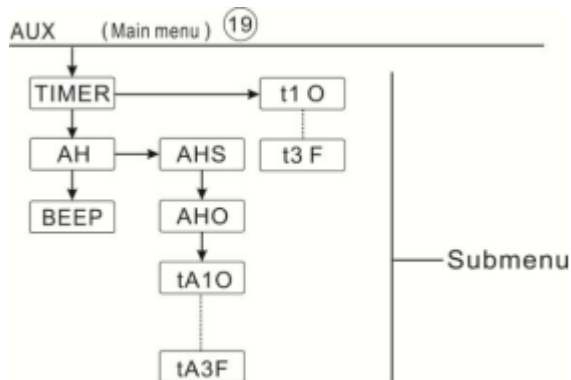 AUX (Main menu) 19
TIMER t1 O
AH AHS t3 F
BEEP AHO
Submenu
tA1O
tA3F